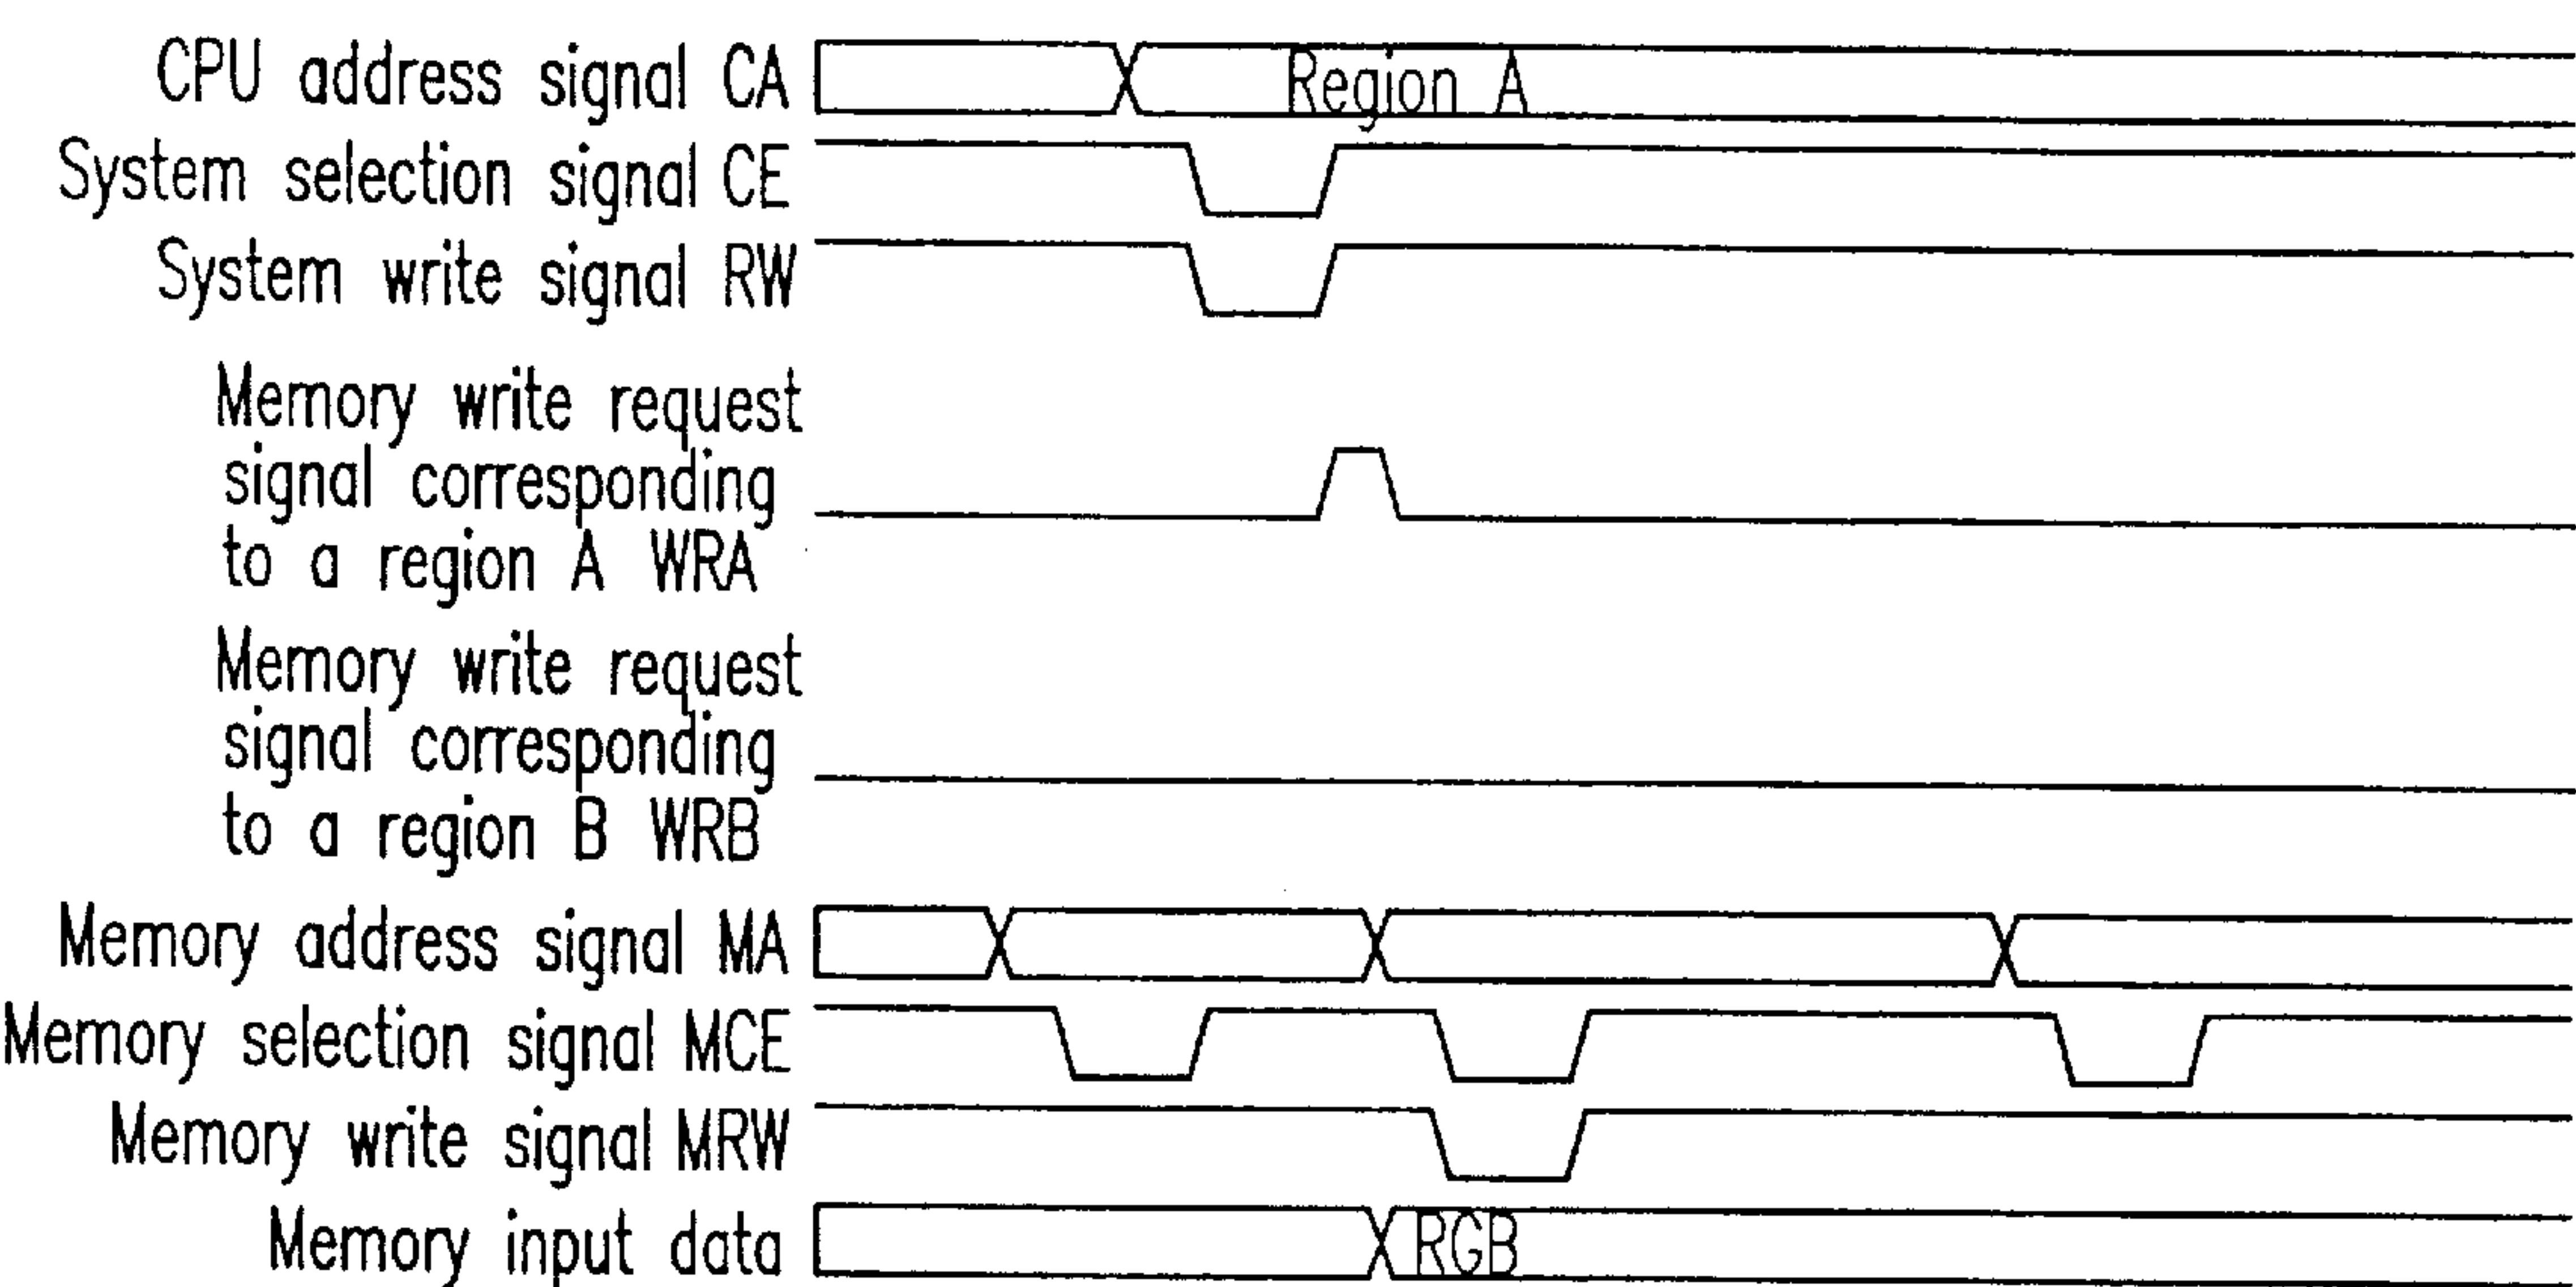 CPU address signal CA
Region A
System selection signal CE
System write signal RW
Memory write request
signal corresponding
to a region A WRA
Memory write request
signal corresponding
to a region B WRB
Memory address signal MA
Memory selection signal MCE
Memory write signal MRW
Memory input data
RGB